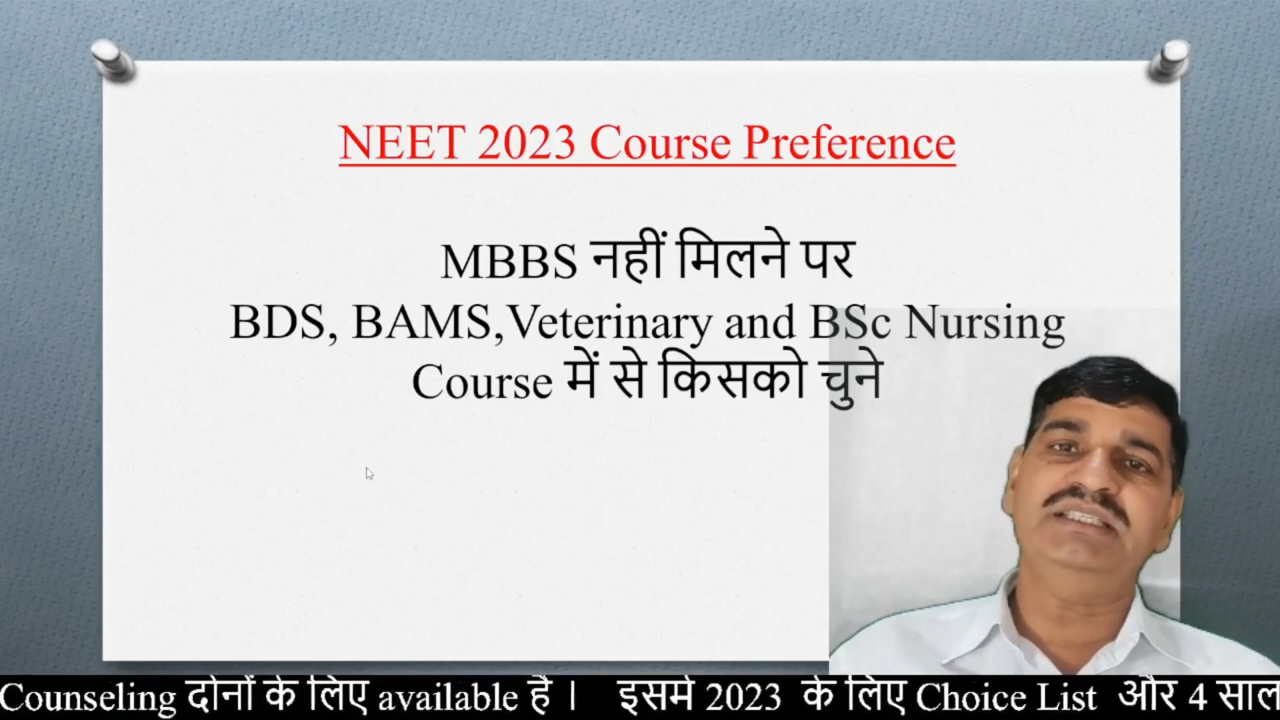 NEET 2023 Course Preference
MBBS नहीं मिलने पर
BDS, BAMS,Veterinary and BSc Nursing
Course में से किसको चुने
Counseling दोनों के लिए available है । इसमें 2023 के लिए Choice List और 4 साल